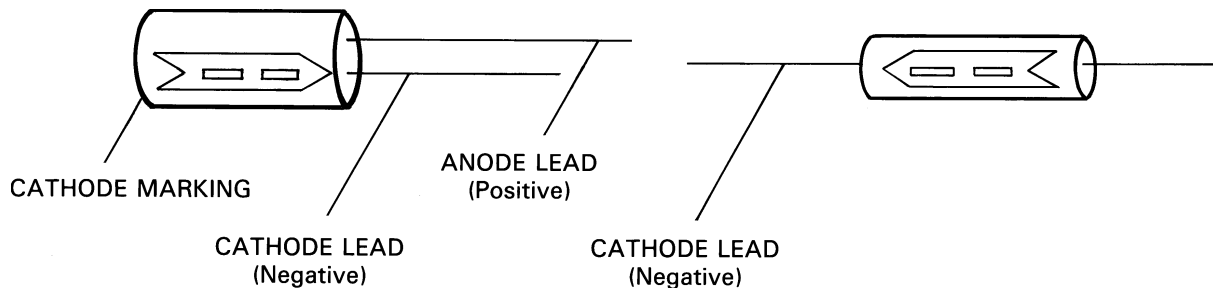 CATHODE MARKING
CATHODE LEAD
(Negative)
ANODE LEAD
(Positive)
CATHODE LEAD
(Negative)